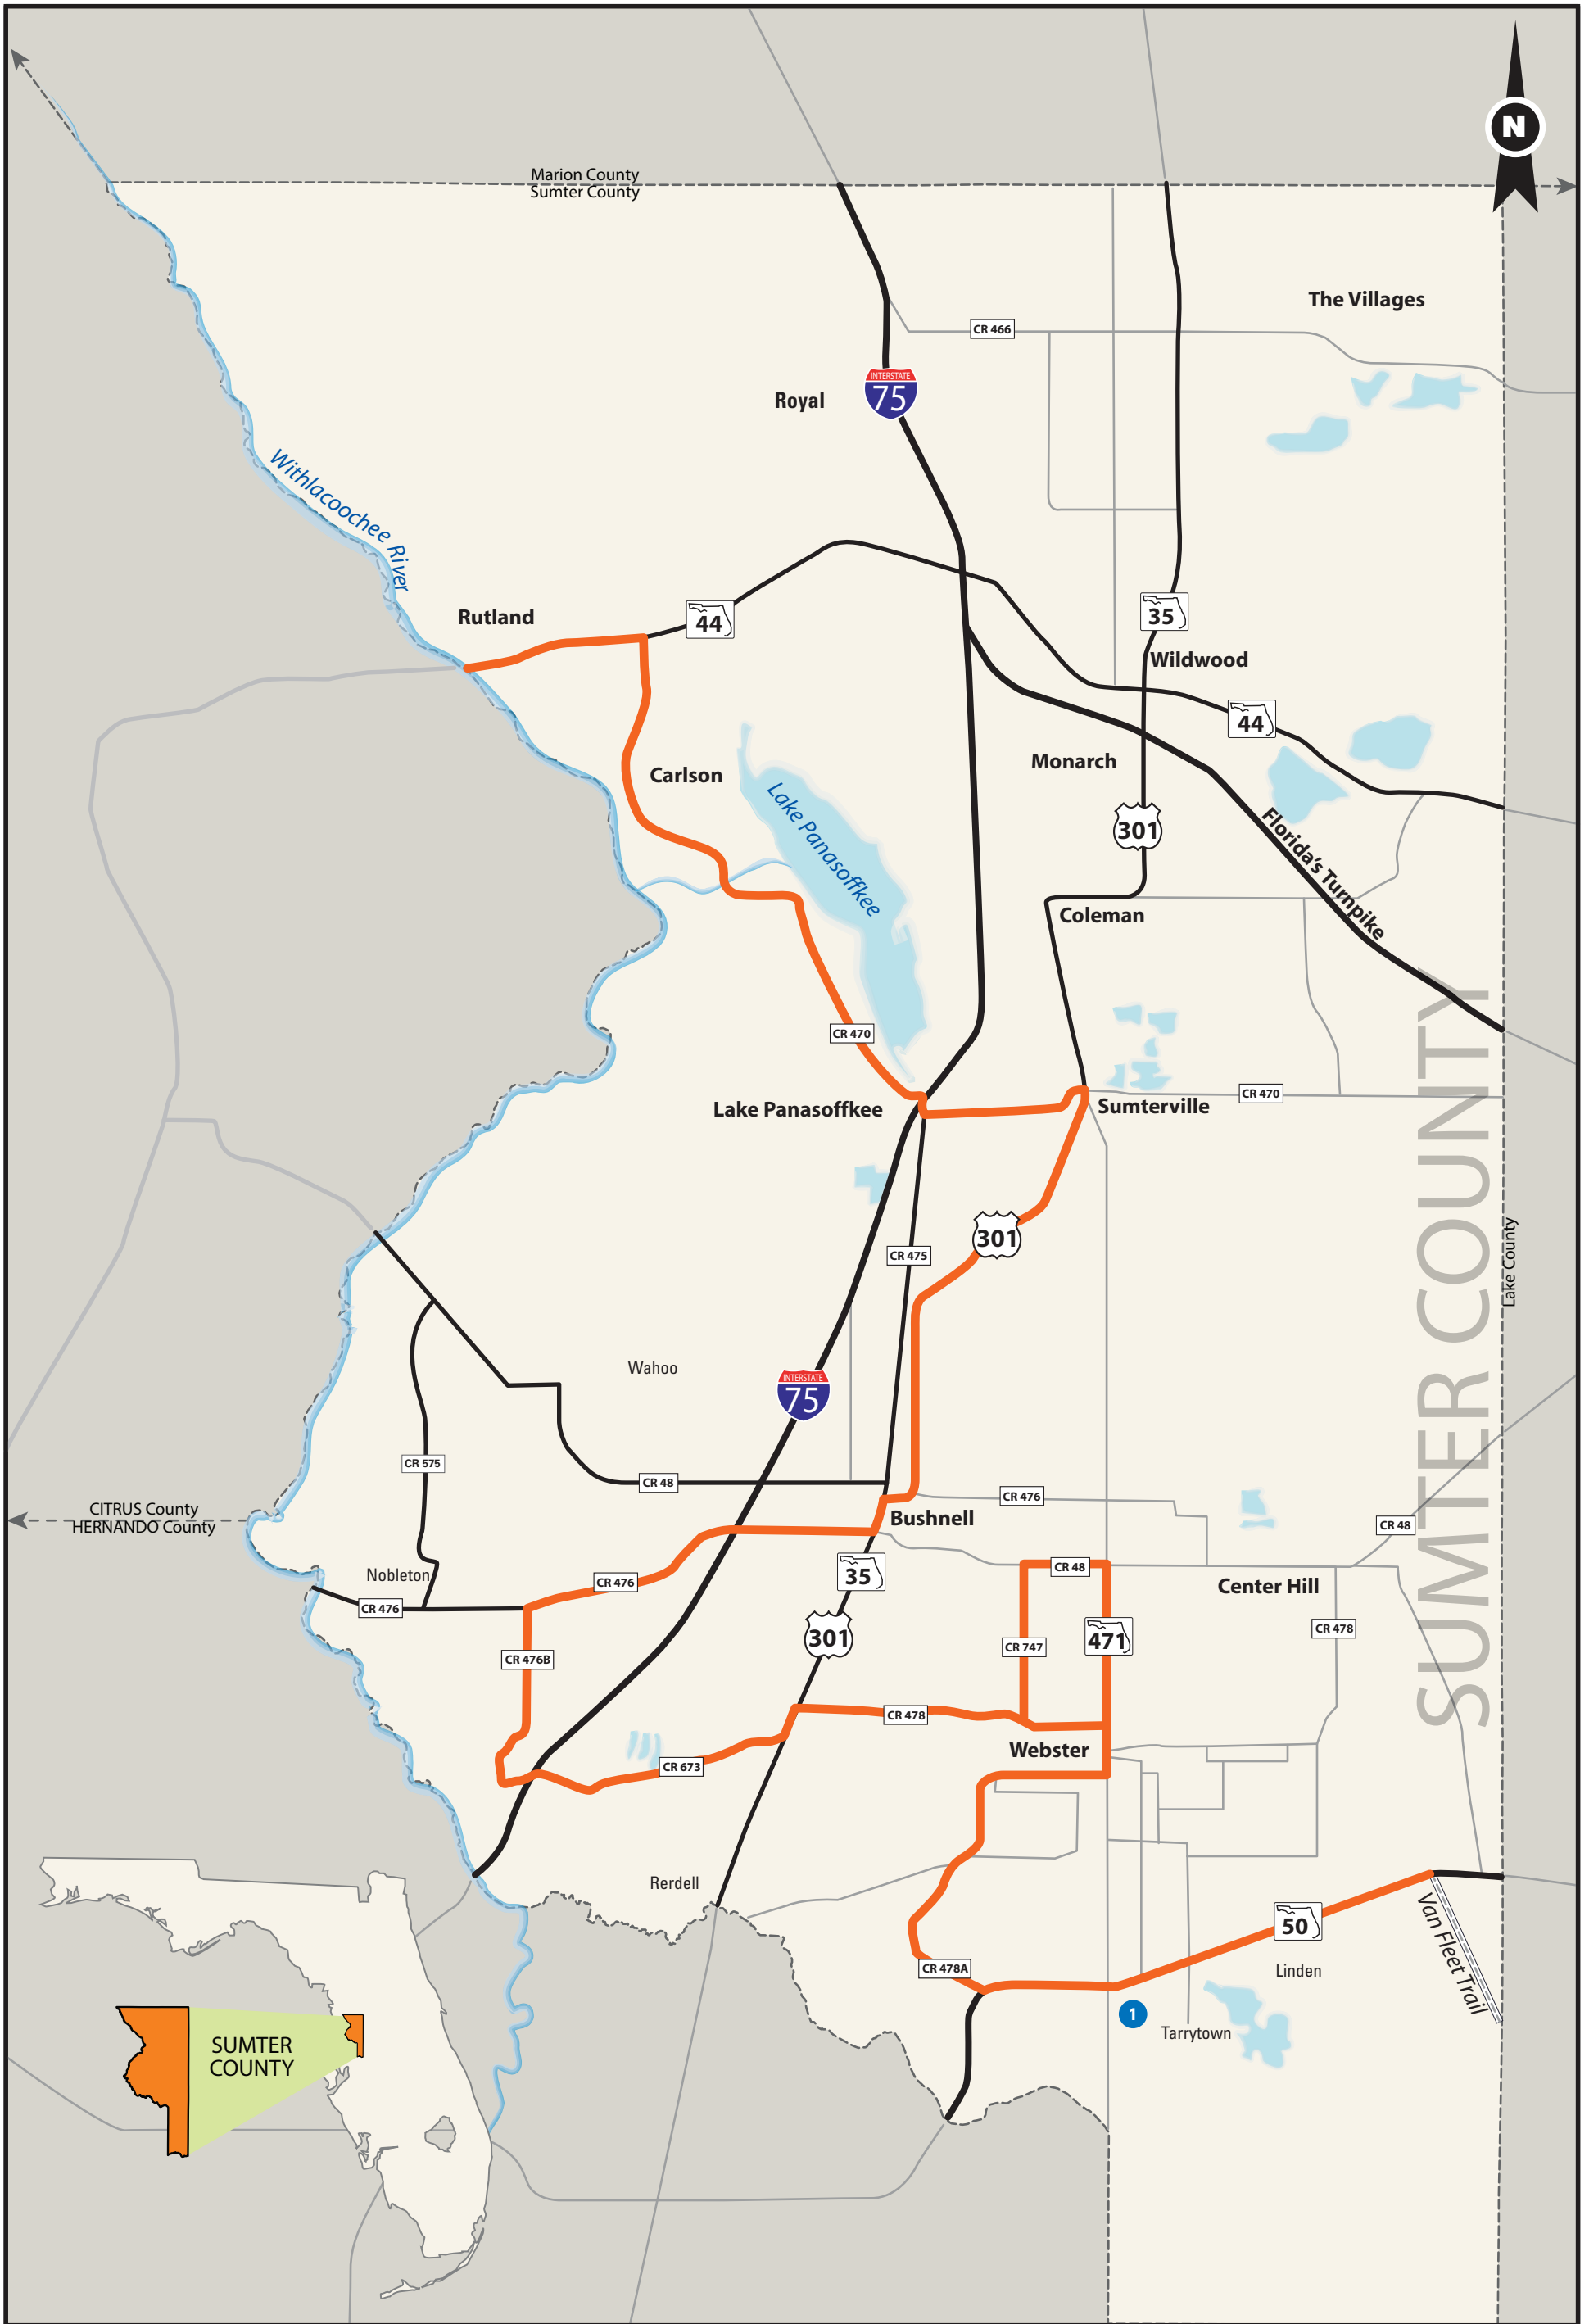 N
Marion County
Sumter County
The Villages
CR 466
INTERSTATE
75
Royal
Withlacoochee River
Rutland
44
35
Wildwood
44
Carlson
Monarch
Lake Panasoffkee
301
Florida's Turnpike
Coleman
CR 470
Lake Panasoffkee
Sumterville
CR 470
SUMTER COUNTY
Lake County
301
CR 475
Wahoo
INTERSTATE
75
CR 575
CR 48
CR 476
CITRUS County
HERNANDO County
Bushnell
CR 48
Nobleton
CR 476
35
CR 48
Center Hill
CR 476
301
CR 747
471
CR 478
CR 476B
CR 478
Webster
CR 673
Rerdell
50
Van Fleet Trail
CR 478A
Linden
1
Tarrytown
SUMTER
COUNTY